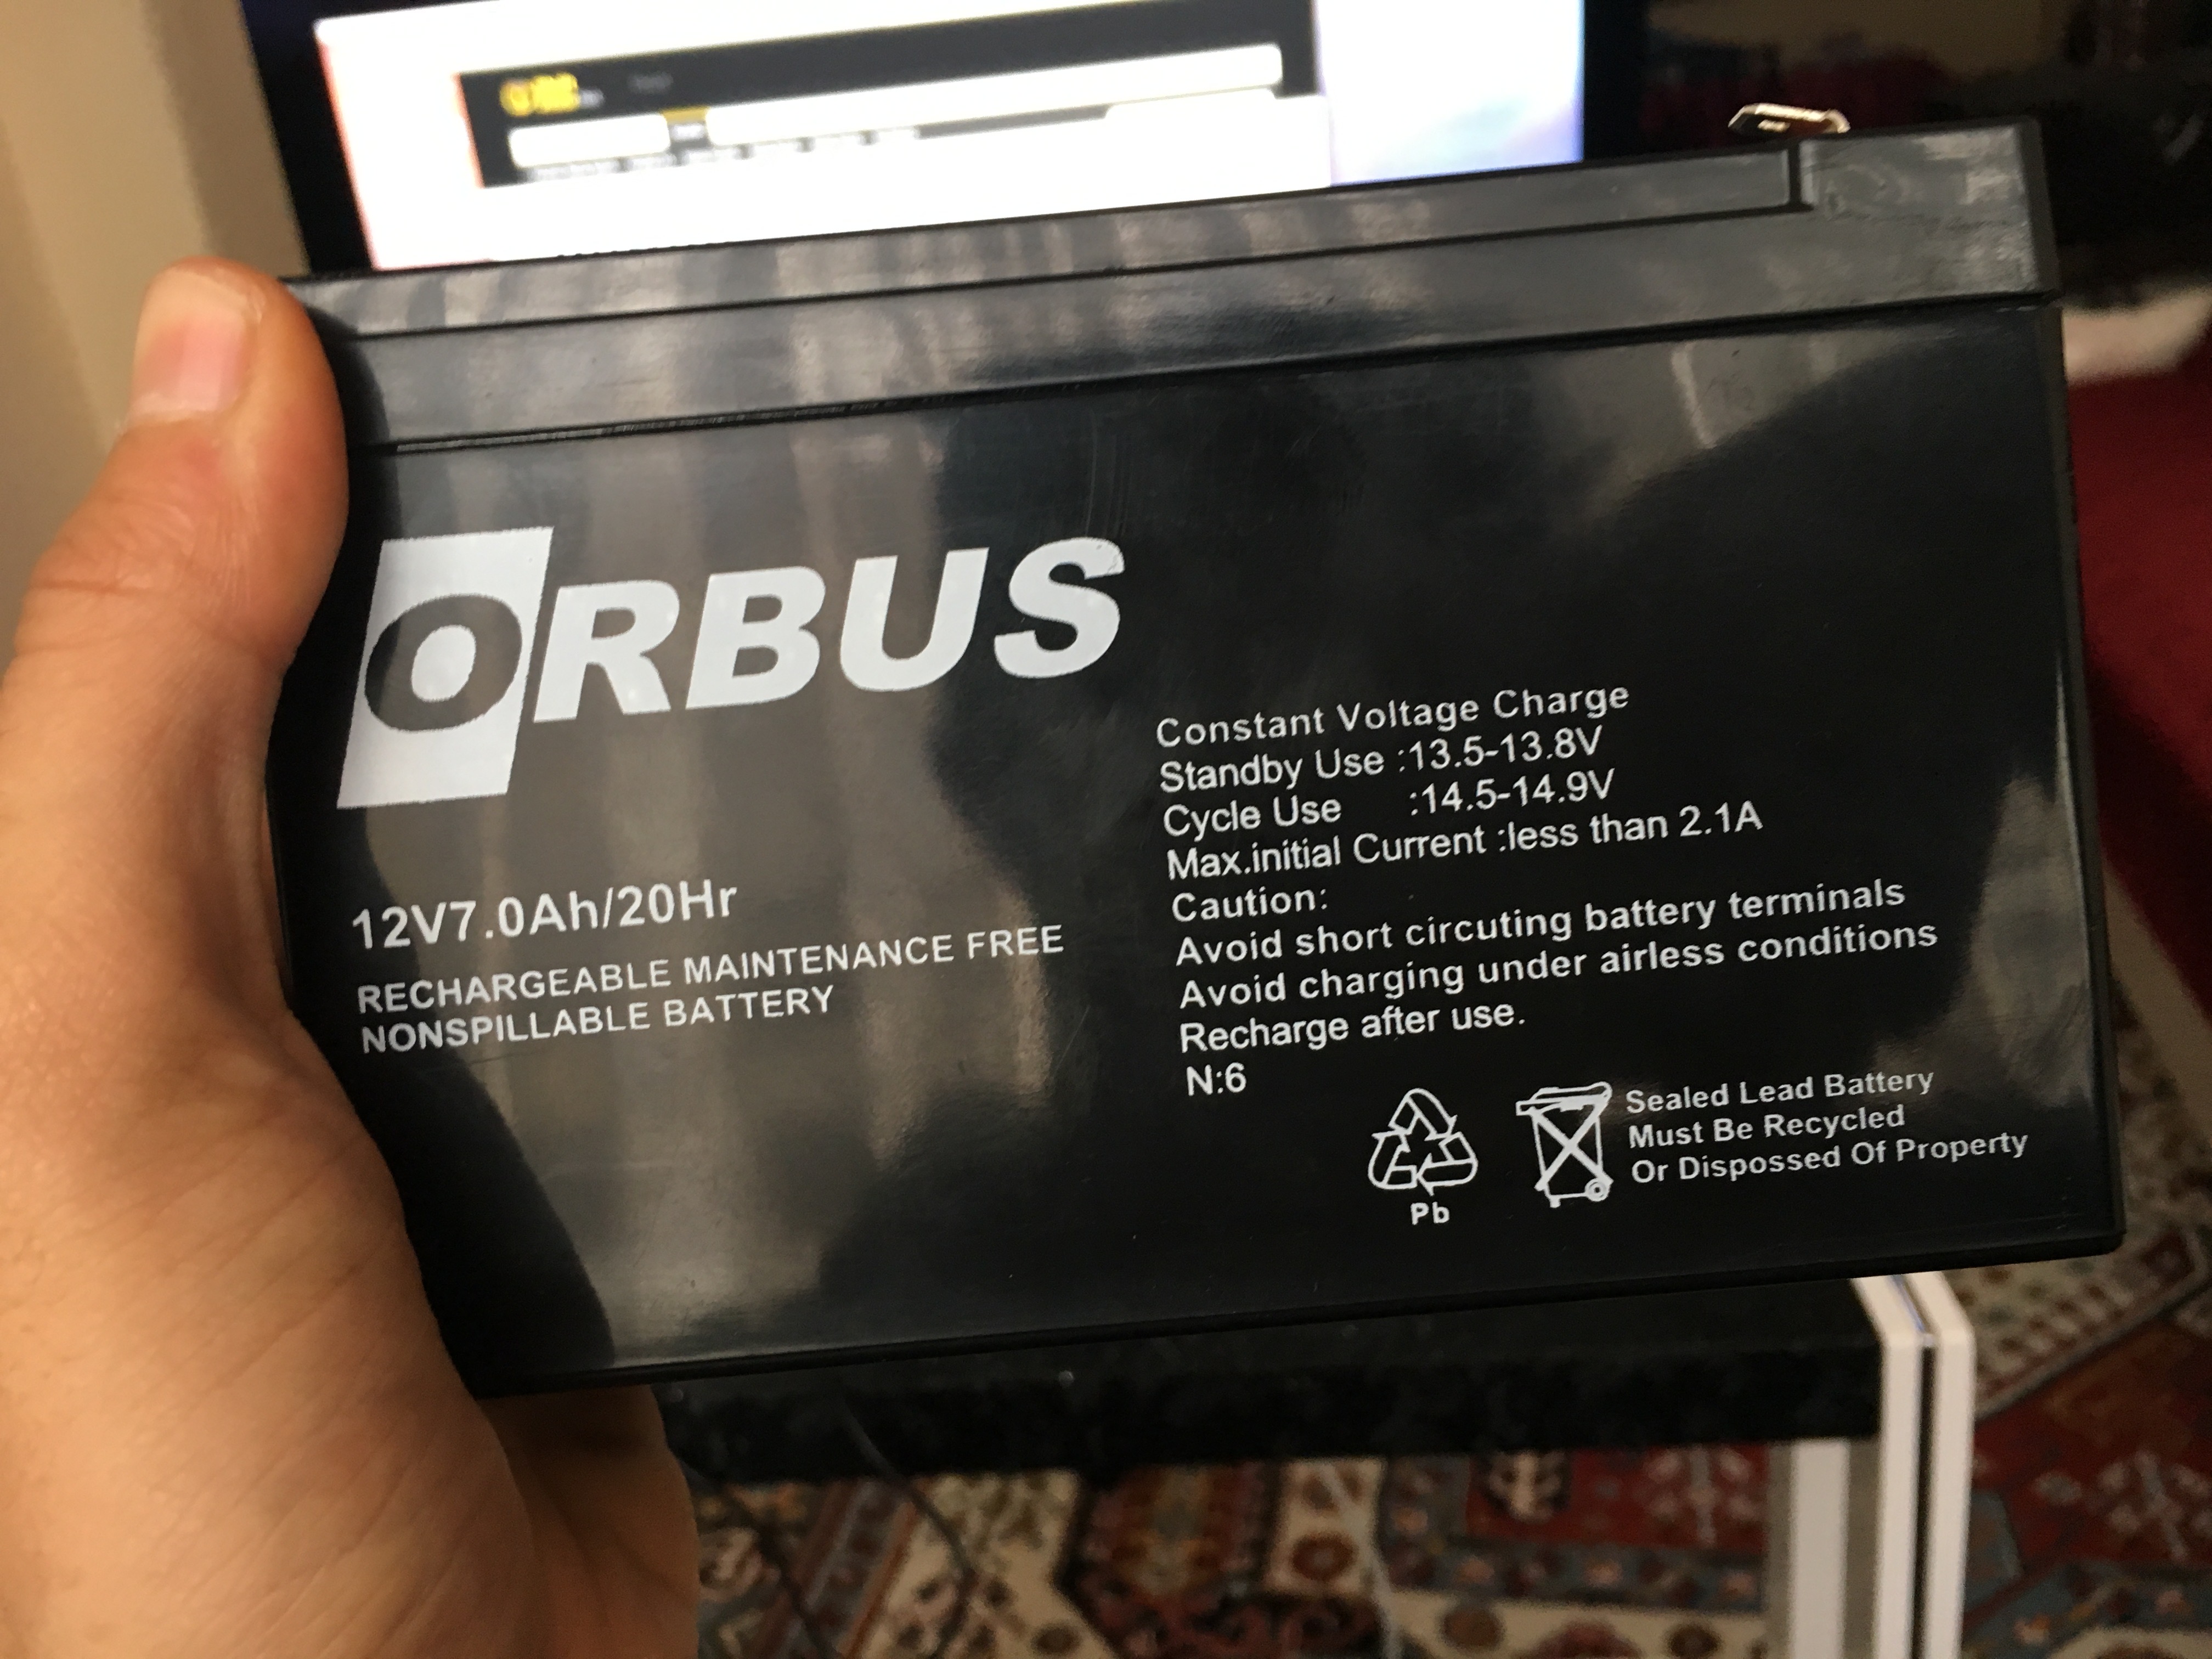 ORBUS
12V7.0Ah/20Hr
RECHARGEABLE MAINTENANCE FREE
NONSPILLABLE BATTERY
Constant Voltage Charge
Standby Use :13.5-13.8V
Cycle Use :14.5-14.9V
Max.initial Current :less than 2.1A
Caution:
Avoid short circuting battery terminals
Avoid charging under airless conditions
Recharge after use.
N:6
Pb
Sealed Lead Battery
Must Be Recycled
Or Dispossed Of Property